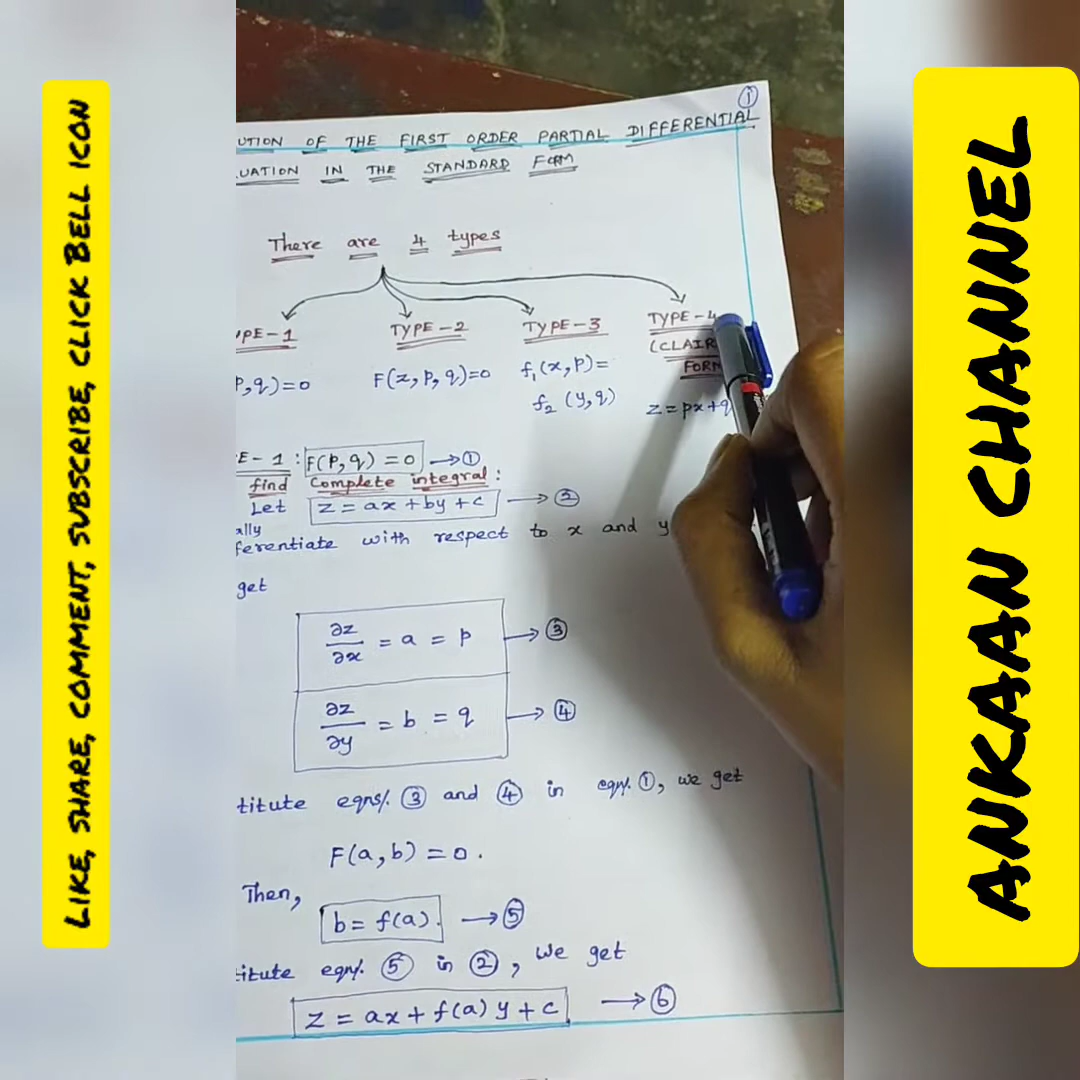 LIKE, SHARE, COMMENT, SUBSCRIBE, CLICK BELL ICON
①
UTION OF THE FIRST ORDER PARTIAL DIFFERENTIAL
UATION IN THE STANDARD FORM
There are 4 types
YPE-1 TYPE-2 TYPE-3 TYPE-4
(CLAIR
FORM
P,q)=0 F(z, p, q)=0 f₁(x,p)= f₂(y,q) z=px+q
E-1: F(P,q)=0 →①
find Complete integral:
Let z=ax+by+c →②
ally
ferentiate with respect to x and y
get
∂z/∂x = a = p →③
∂z/∂y = b = q →④
titute eqns/. ③ and ④ in eqn/. ①, we get
F(a,b)=0.
Then,
b=f(a). →⑤
titute eqn/. ⑤ in ②, we get
z = ax+f(a)y+c →⑥
ANKAAN CHANNEL